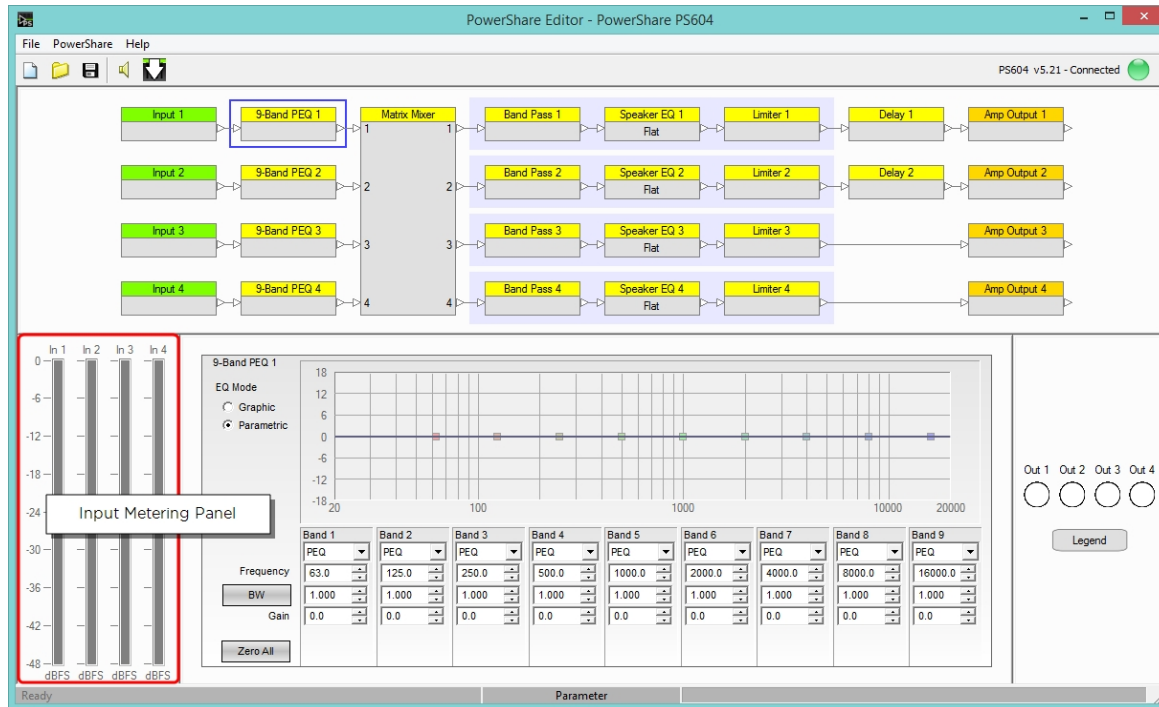 PS
PowerShare Editor - PowerShare PS604
File PowerShare Help
PS604 v5.21 - Connected
Input 1 9-Band PEQ 1 Matrix Mixer Band Pass 1 Speaker EQ 1 Limiter 1 Delay 1 Amp Output 1
1 1 Flat
Input 2 9-Band PEQ 2 Band Pass 2 Speaker EQ 2 Limiter 2 Delay 2 Amp Output 2
2 2 Flat
Input 3 9-Band PEQ 3 Band Pass 3 Speaker EQ 3 Limiter 3 Amp Output 3
3 3 Flat
Input 4 9-Band PEQ 4 Band Pass 4 Speaker EQ 4 Limiter 4 Amp Output 4
4 4 Flat
In 1 In 2 In 3 In 4
0
-6
-12
-18
-24
-30
-36
-42
-48
dBFS dBFS dBFS dBFS
Input Metering Panel
9-Band PEQ 1
EQ Mode
Graphic
Parametric
18
12
6
0
-6
-12
-18
20 100 1000 10000 20000
Band 1 Band 2 Band 3 Band 4 Band 5 Band 6 Band 7 Band 8 Band 9
PEQ PEQ PEQ PEQ PEQ PEQ PEQ PEQ PEQ
Frequency 63.0 125.0 250.0 500.0 1000.0 2000.0 4000.0 8000.0 16000.0
BW 1.000 1.000 1.000 1.000 1.000 1.000 1.000 1.000 1.000
Gain 0.0 0.0 0.0 0.0 0.0 0.0 0.0 0.0 0.0
Zero All
Out 1 Out 2 Out 3 Out 4
Legend
Ready Parameter